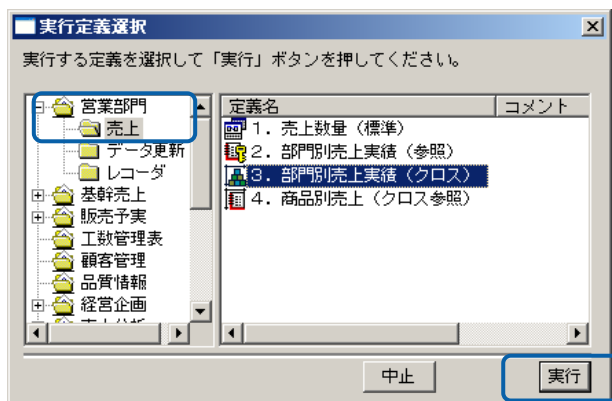 実行定義選択
実行する定義を選択して「実行」ボタンを押してください。
営業部門
売上
データ更新
レコーダ
基幹売上
販売予実
工数管理表
顧客管理
品質情報
経営企画
定義名 コメント
1. 売上数量(標準)
2. 部門別売上実績(参照)
3. 部門別売上実績(クロス)
4. 商品別売上(クロス参照)
中止 実行